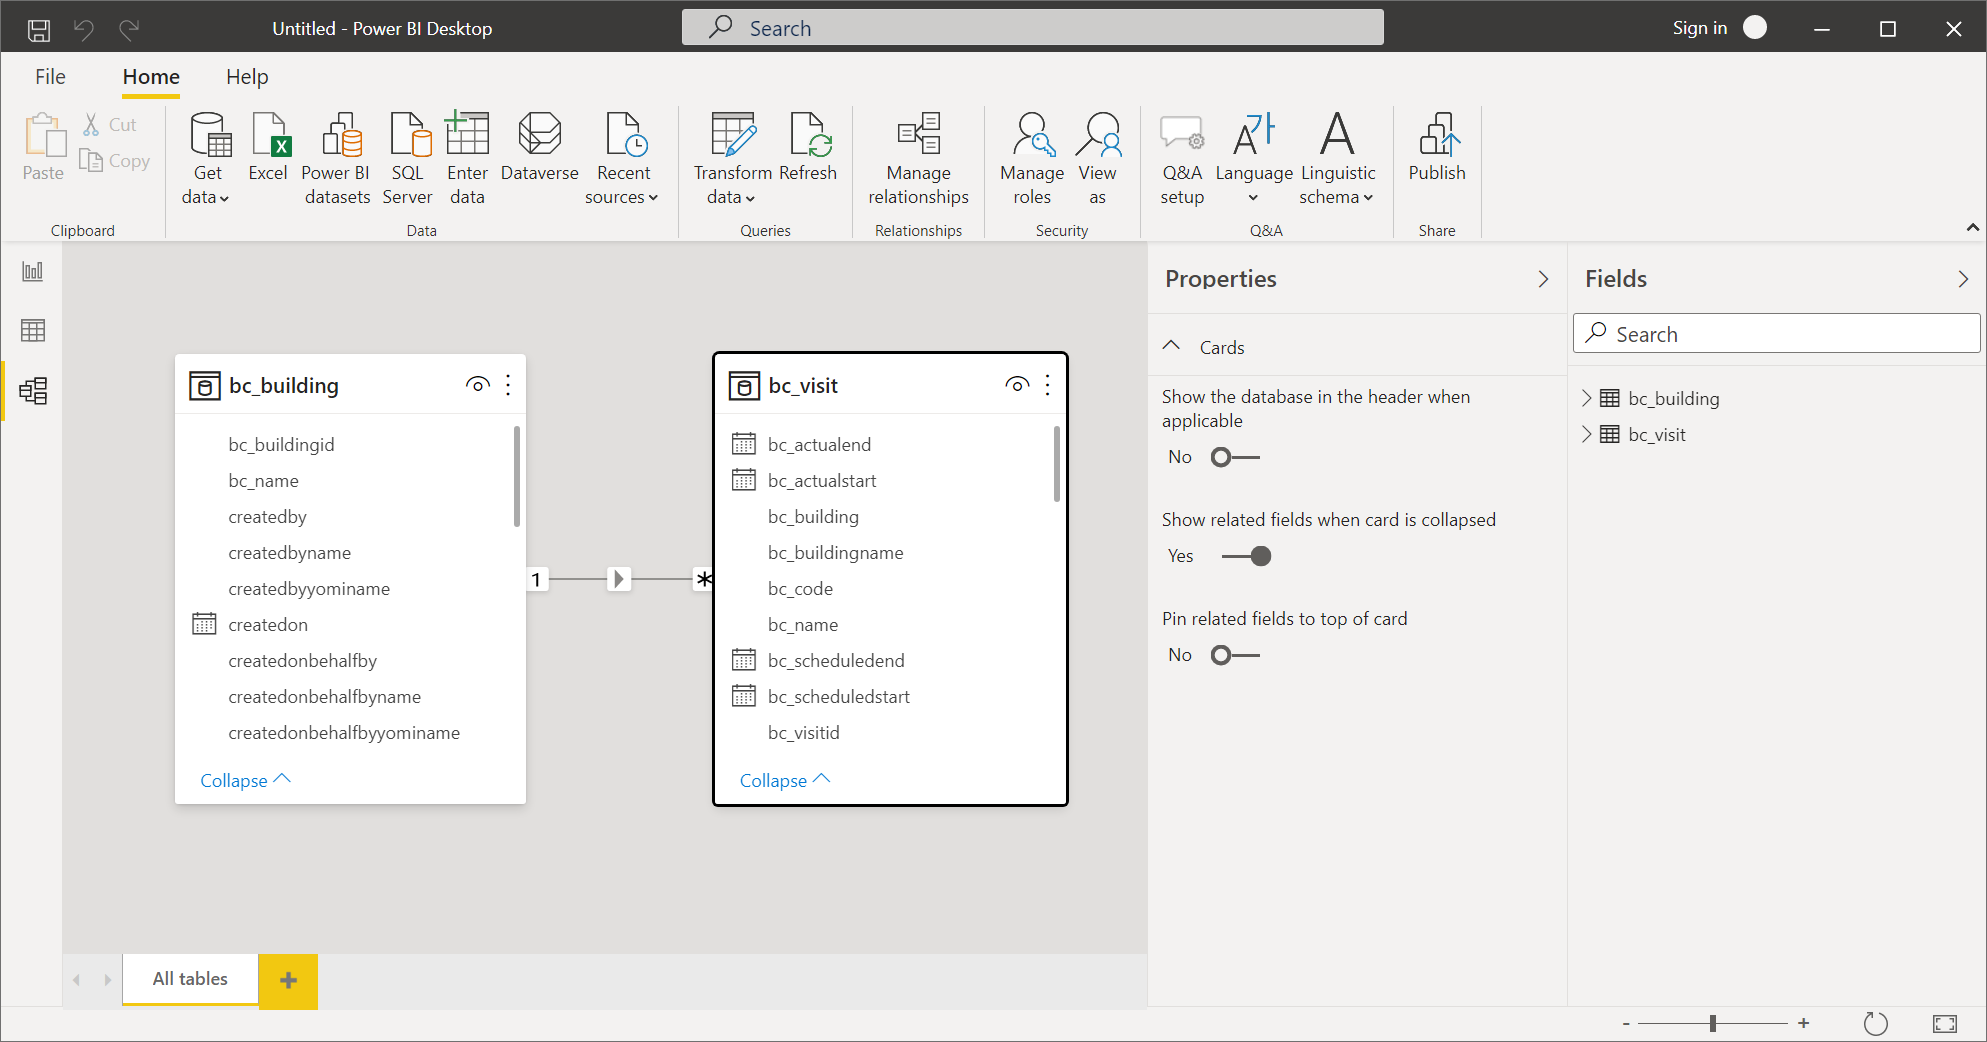 Untitled - Power BI Desktop
Search
Sign in
File
Home
Help
Paste
Cut
Copy
Clipboard
Get
data
Excel
Power BI
datasets
SQL
Server
Enter
data
Dataverse
Recent
sources
Data
Transform
data
Refresh
Queries
Manage
relationships
Relationships
Manage
roles
View
as
Security
Q&A
setup
Language
Linguistic
schema
Q&A
Publish
Share
bc_building
bc_buildingid
bc_name
createdby
createdbyname
createdbyyominame
createdon
createdonbehalfby
createdonbehalfbyname
createdonbehalfbyyominame
Collapse
1
*
bc_visit
bc_actualend
bc_actualstart
bc_building
bc_buildingname
bc_code
bc_name
bc_scheduledend
bc_scheduledstart
bc_visitid
Collapse
Properties
Cards
Show the database in the header when
applicable
No
Show related fields when card is collapsed
Yes
Pin related fields to top of card
No
Fields
Search
bc_building
bc_visit
All tables
+
- +